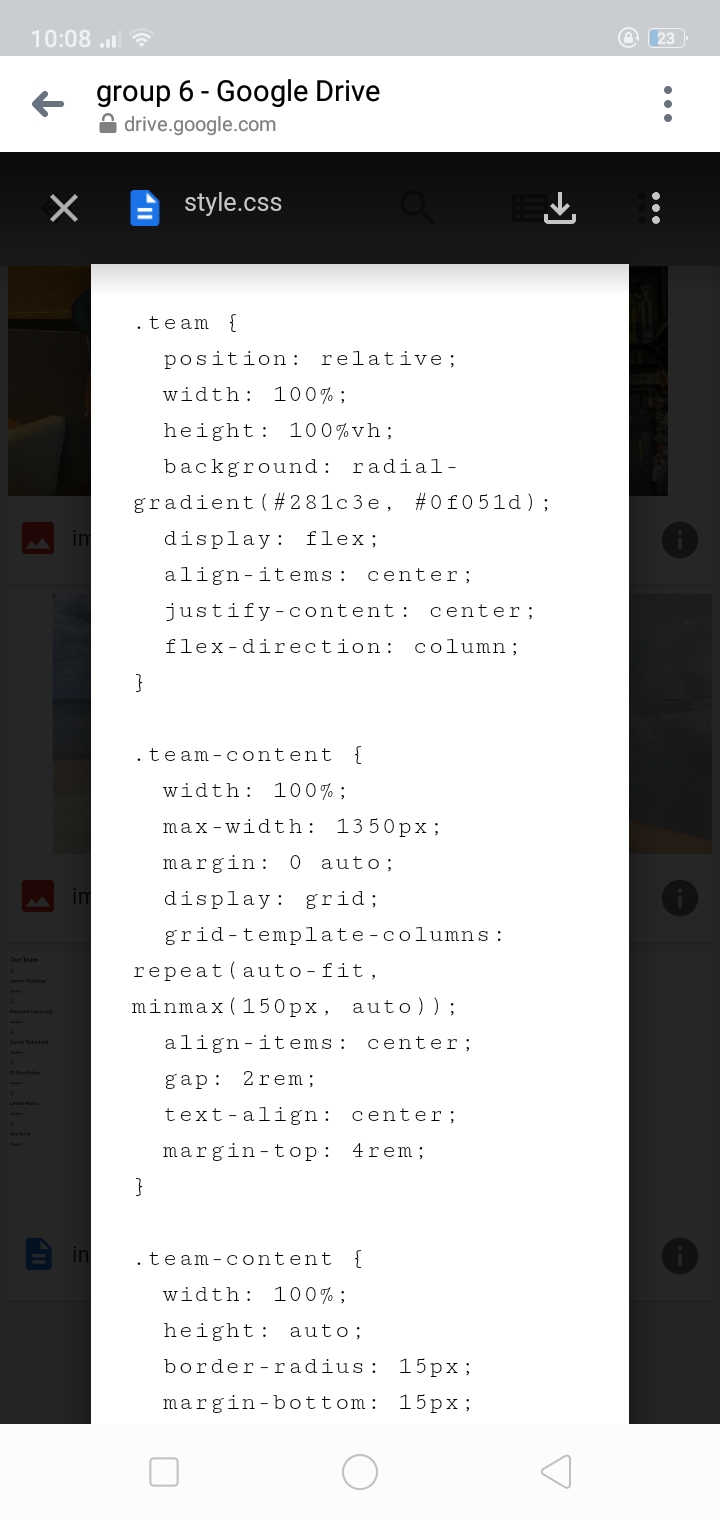 10:08
23
group 6 - Google Drive
drive.google.com
style.css
.team {
position: relative;
width: 100%;
height: 100%vh;
background: radial-
gradient(#281c3e, #0f051d);
display: flex;
align-items: center;
justify-content: center;
flex-direction: column;
}
.team-content {
width: 100%;
max-width: 1350px;
margin: 0 auto;
display: grid;
grid-template-columns:
repeat(auto-fit,
minmax(150px, auto));
align-items: center;
gap: 2rem;
text-align: center;
margin-top: 4rem;
}
.team-content {
width: 100%;
height: auto;
border-radius: 15px;
margin-bottom: 15px;
Our Team